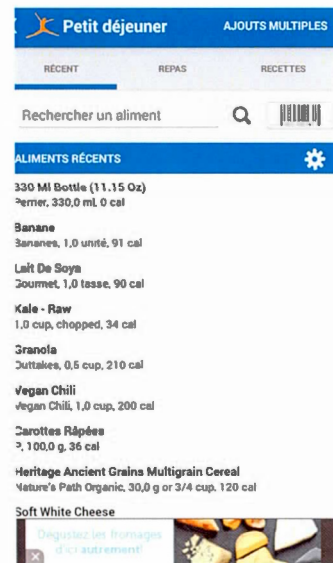 Petit déjeuner AJOUTS MULTIPLES
RÉCENT REPAS RECETTES
Rechercher un aliment
ALIMENTS RÉCENTS
330 Ml Bottle (11.15 Oz)
Perrier, 330,0 ml, 0 cal
Banane
Bananes, 1,0 unité, 91 cal
Lait De Soya
Gourmet, 1,0 tasse, 90 cal
Kale - Raw
1,0 cup, chopped, 34 cal
Granola
Outtakes, 0,5 cup, 210 cal
Vegan Chili
Vegan Chili, 1,0 cup, 200 cal
Carottes Râpées
P, 100,0 g, 36 cal
Heritage Ancient Grains Multigrain Cereal
Nature's Path Organic, 30,0 g or 3/4 cup, 120 cal
Soft White Cheese
Dégustez les fromages
d'ici autrement!